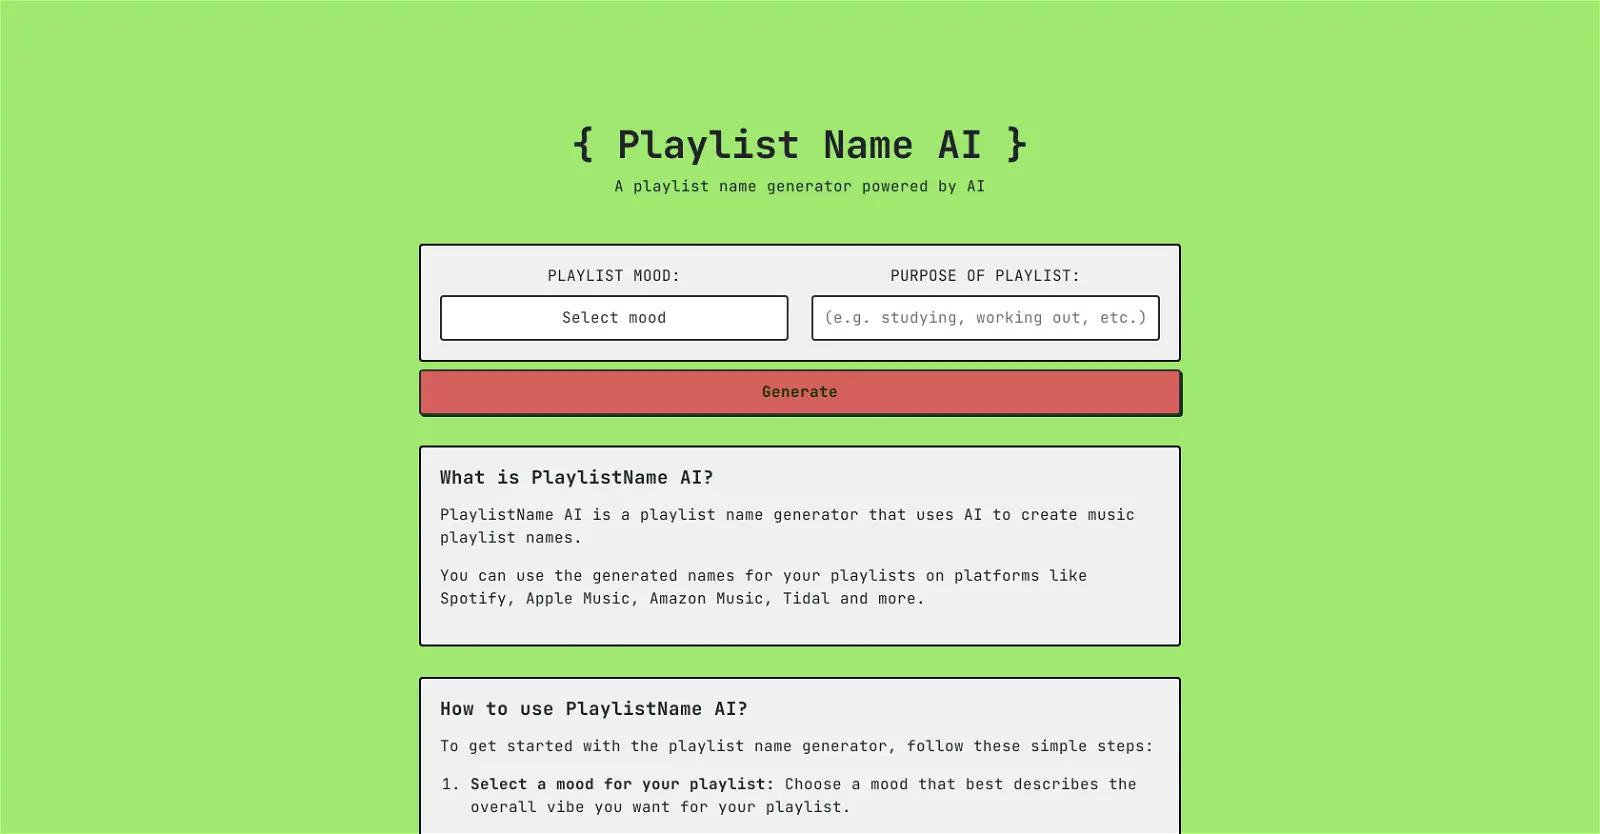 { Playlist Name AI }
A playlist name generator powered by AI
PLAYLIST MOOD:
PURPOSE OF PLAYLIST:
Select mood
(e.g. studying, working out, etc.)
Generate
What is PlaylistName AI?
PlaylistName AI is a playlist name generator that uses AI to create music
playlist names.
You can use the generated names for your playlists on platforms like
Spotify, Apple Music, Amazon Music, Tidal and more.
How to use PlaylistName AI?
To get started with the playlist name generator, follow these simple steps:
1. Select a mood for your playlist: Choose a mood that best describes the
overall vibe you want for your playlist.